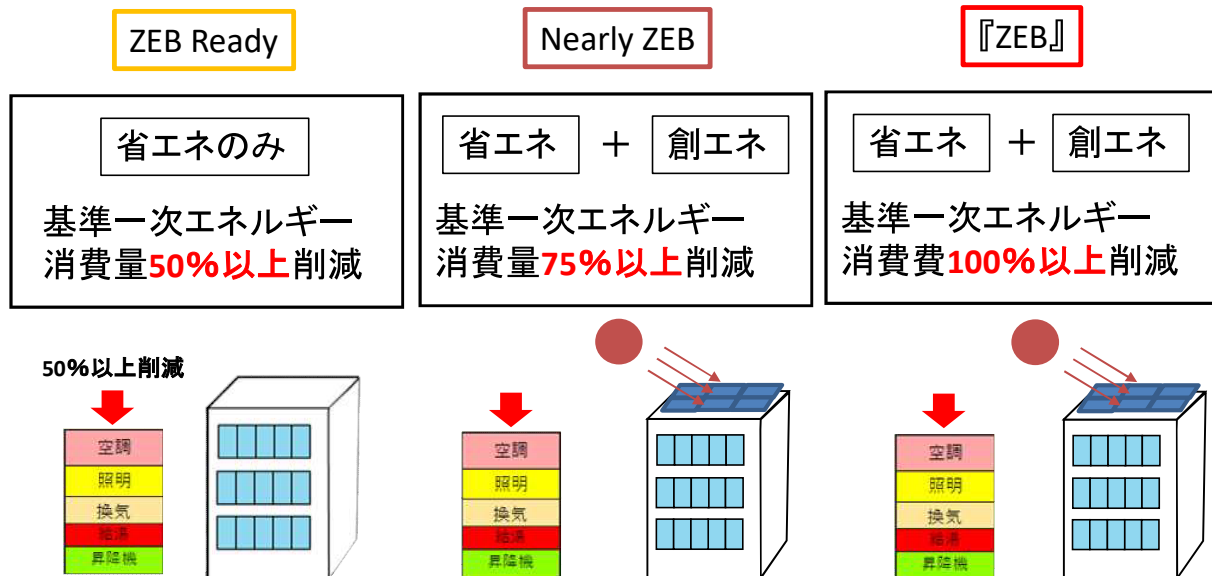 ZEB Ready
省エネのみ
基準一次エネルギー
消費量50%以上削減
50%以上削減
空調
照明
換気
給湯
昇降機
Nearly ZEB
省エネ + 創エネ
基準一次エネルギー
消費量75%以上削減
空調
照明
換気
給湯
昇降機
『ZEB』
省エネ + 創エネ
基準一次エネルギー
消費費100%以上削減
空調
照明
換気
給湯
昇降機